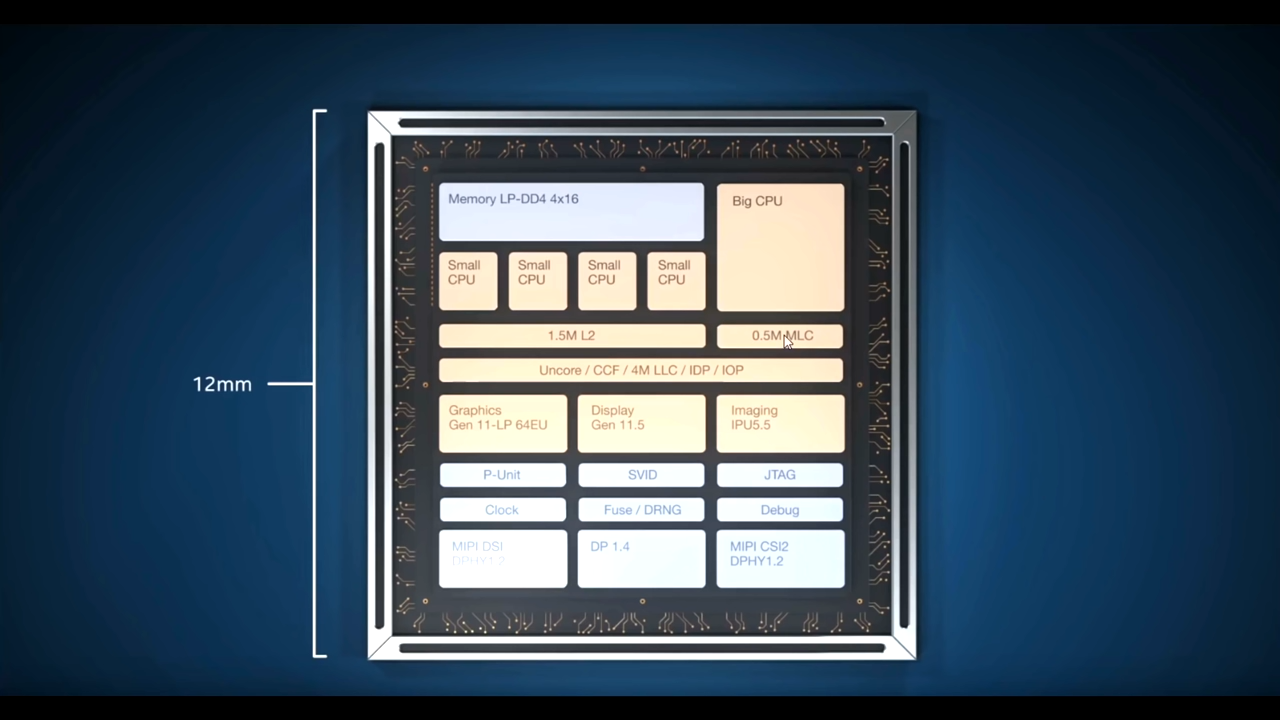 Memory LP-DD4 4x16
Big CPU
Small
CPU
Small
CPU
Small
CPU
Small
CPU
1.5M L2
0.5M MLC
Uncore / CCF / 4M LLC / IDP / IOP
12mm
Graphics
Gen 11-LP 64EU
Display
Gen 11.5
Imaging
IPU5.5
P-Unit
SVID
JTAG
Clock
Fuse / DRNG
Debug
MIPI DSI
DPHY1.2
DP 1.4
MIPI CSI2
DPHY1.2